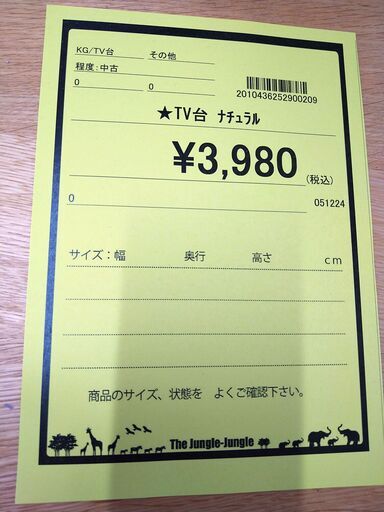 KG/TV台 その他
程度:中古
0 0
2010436252900209
★TV台 ﾅﾁｭﾗﾙ
¥3,980
(税込)
0 051224
サイズ：幅 奥行 高さ cm
商品のサイズ、状態を よくご確認下さい。
The Jungle-Jungle